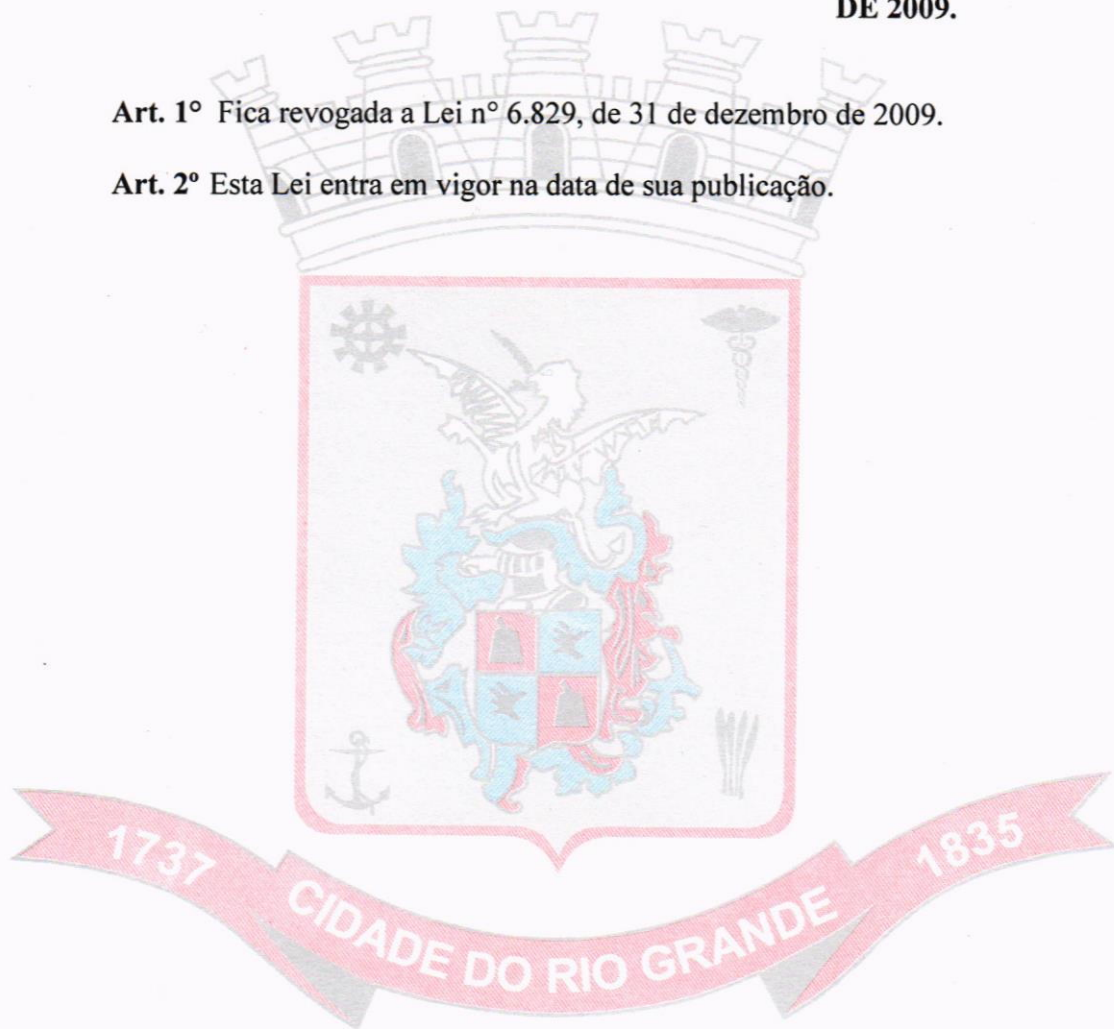 DE 2009.
Art. 1° Fica revogada a Lei n° 6.829, de 31 de dezembro de 2009.
Art. 2º Esta Lei entra em vigor na data de sua publicação.
1737
CIDADE DO RIO GRANDE
1835